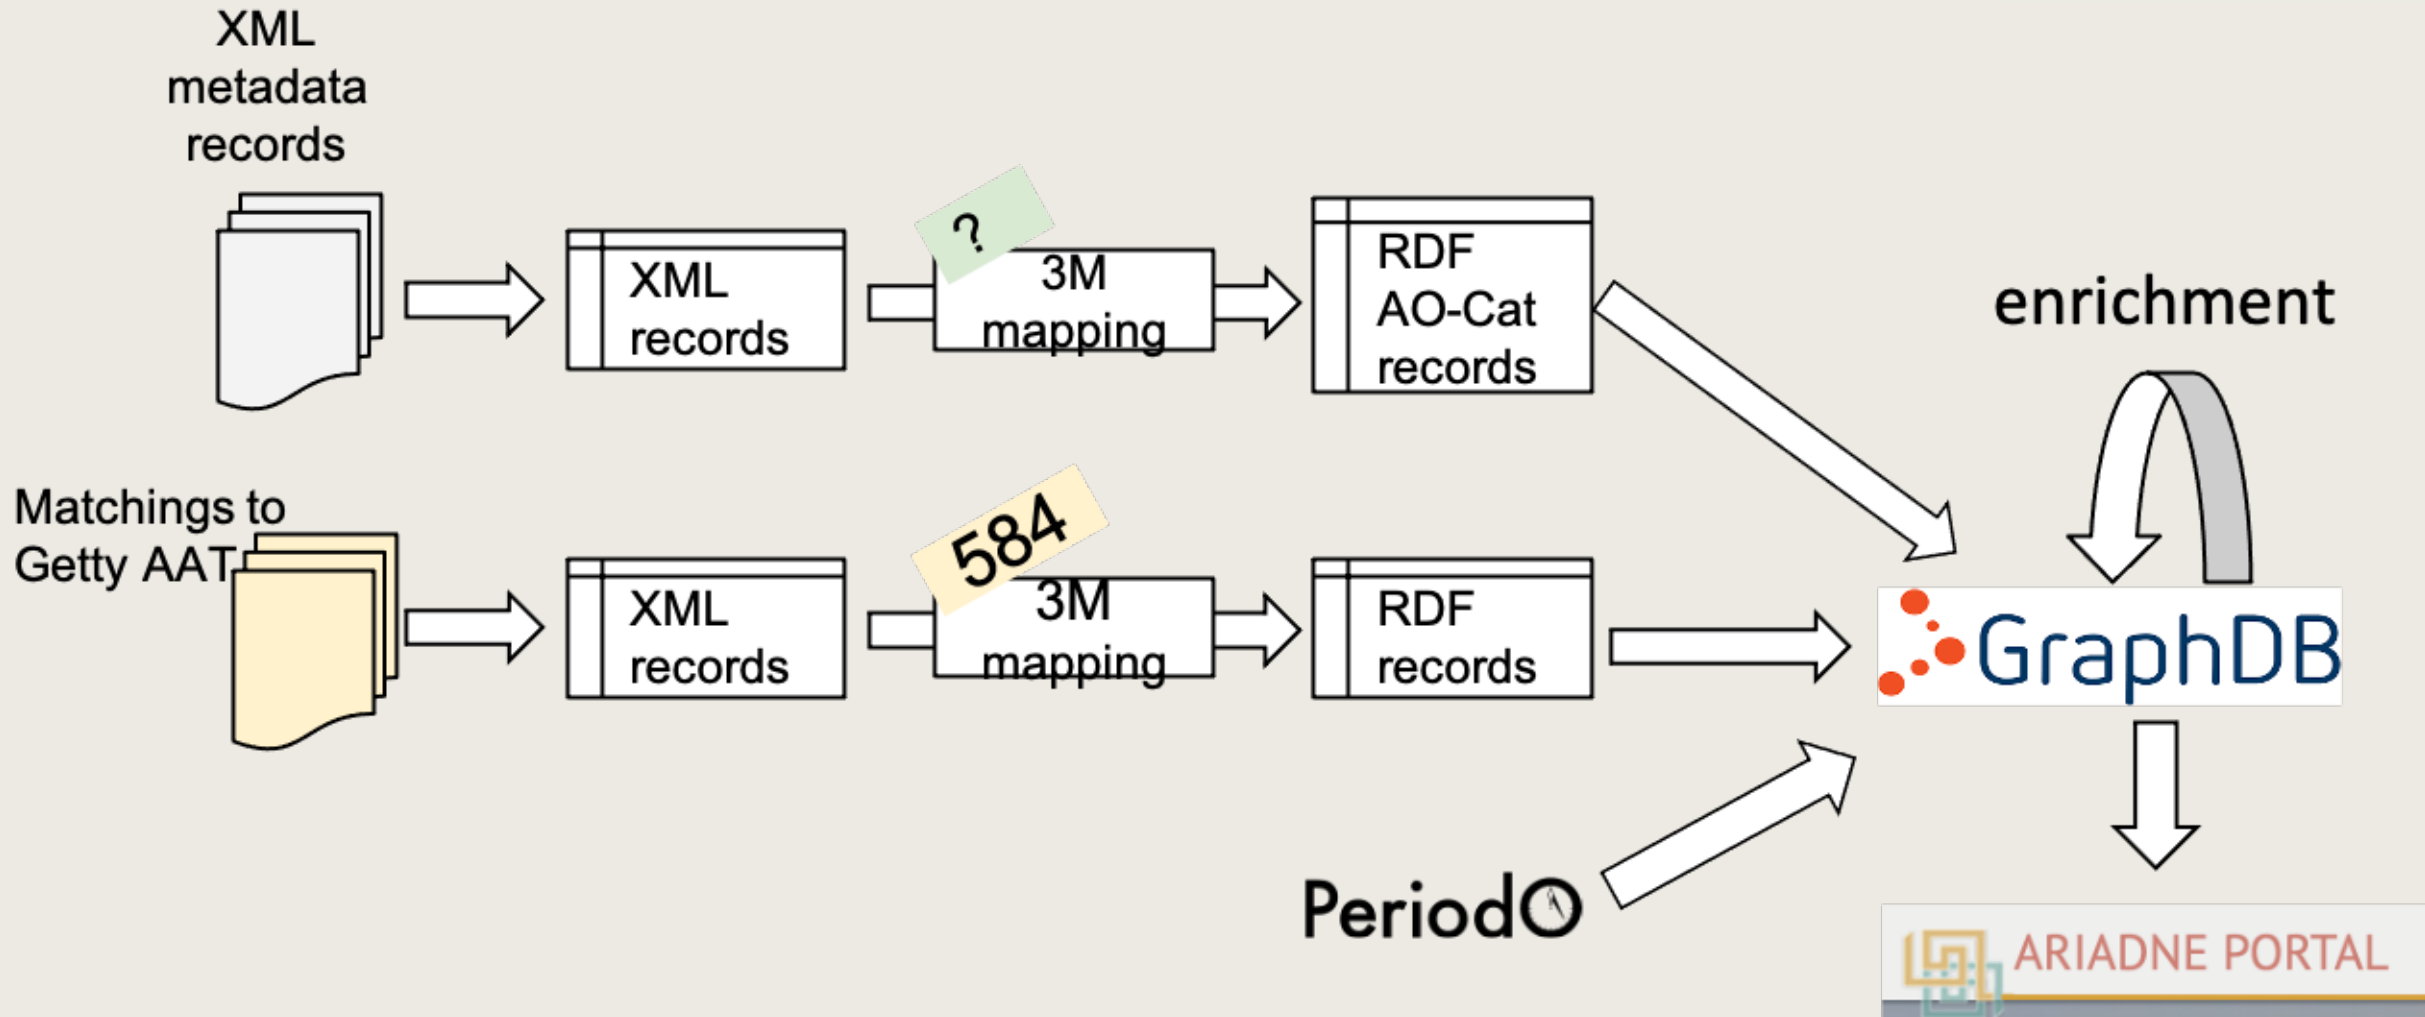 XML
metadata
records
XML
records
?
3M
mapping
RDF
AO-Cat
records
enrichment
Matchings to
Getty AAT
XML
records
584
3M
mapping
RDF
records
GraphDB
PeriodO
ARIADNE PORTAL